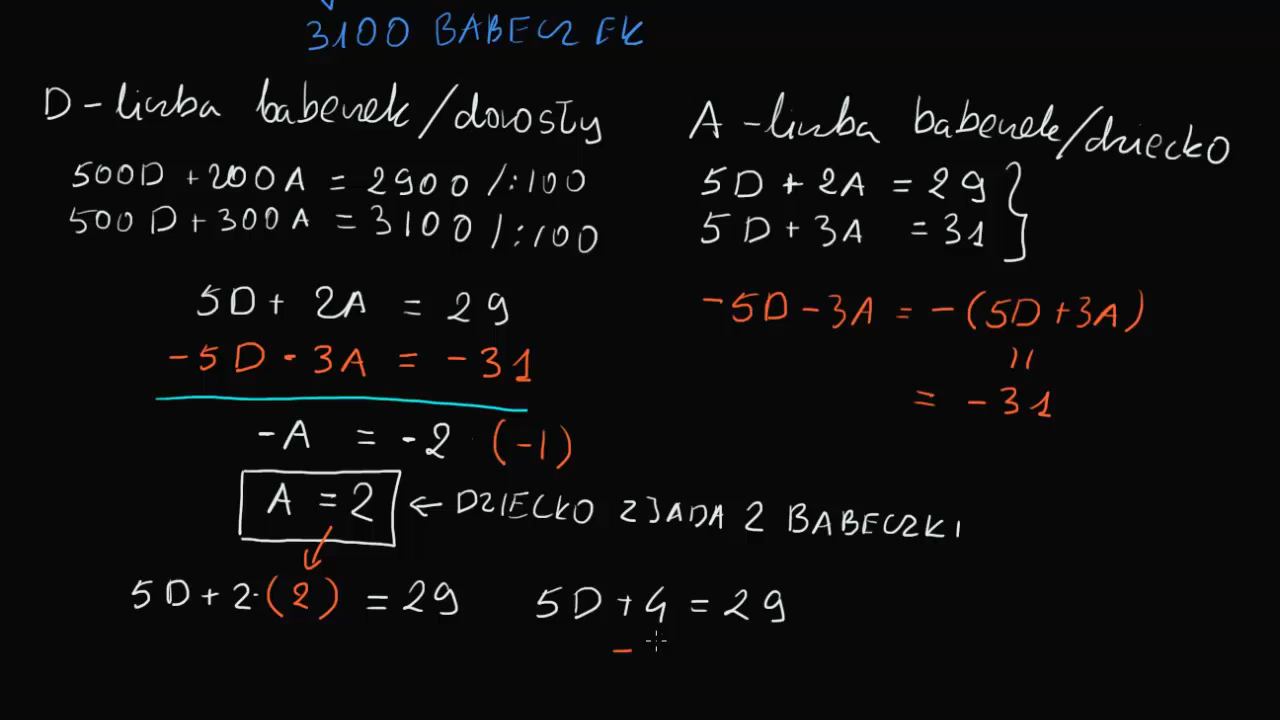 3100 BABECZEK
D - liczba babeczek/dorosły
A - liczba babeczek/dziecko
500D + 200A = 2900 /:100
500D + 300A = 3100 /:100
5D + 2A = 29
5D + 3A = 31
5D + 2A = 29
-5D - 3A = -31
-A = -2 (-1)
A = 2 ← DZIECKO ZJADA 2 BABECZKI
-5D - 3A = -(5D + 3A)
= -31
5D + 2·(2) = 29
5D + 4 = 29
-